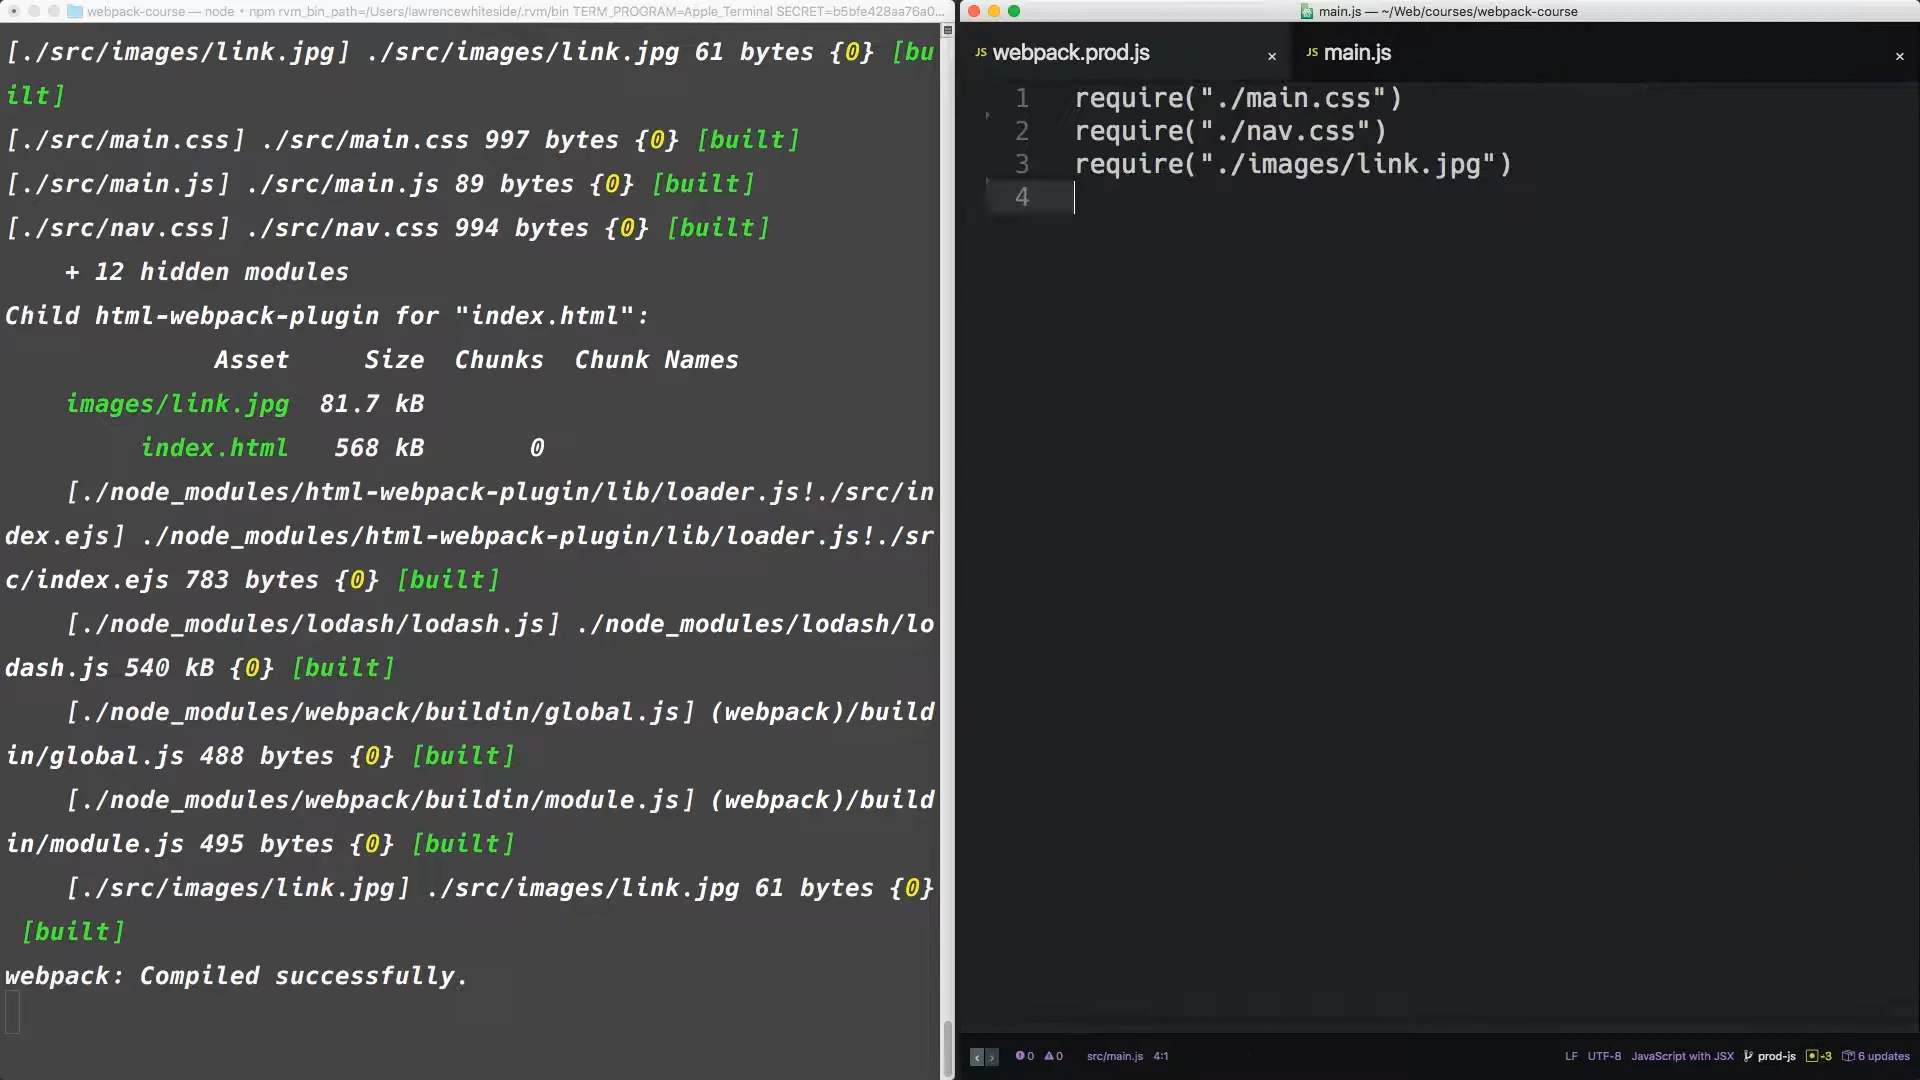 webpack-course — node • npm rvm_bin_path=/Users/lawrencewhiteside/.rvm/bin TERM_PROGRAM=Apple_Terminal SECRET=b5bfe428aa76a0...
[./src/images/link.jpg] ./src/images/link.jpg 61 bytes {0} [bu
ilt]
[./src/main.css] ./src/main.css 997 bytes {0} [built]
[./src/main.js] ./src/main.js 89 bytes {0} [built]
[./src/nav.css] ./src/nav.css 994 bytes {0} [built]
+ 12 hidden modules
Child html-webpack-plugin for "index.html":
Asset Size Chunks Chunk Names
images/link.jpg 81.7 kB
index.html 568 kB 0
[./node_modules/html-webpack-plugin/lib/loader.js!./src/in
dex.ejs] ./node_modules/html-webpack-plugin/lib/loader.js!./sr
c/index.ejs 783 bytes {0} [built]
[./node_modules/lodash/lodash.js] ./node_modules/lodash/lo
dash.js 540 kB {0} [built]
[./node_modules/webpack/buildin/global.js] (webpack)/build
in/global.js 488 bytes {0} [built]
[./node_modules/webpack/buildin/module.js] (webpack)/build
in/module.js 495 bytes {0} [built]
[./src/images/link.jpg] ./src/images/link.jpg 61 bytes {0}
[built]
webpack: Compiled successfully.
main.js — ~/Web/courses/webpack-course
JS webpack.prod.js × JS main.js ×
1 require("./main.css")
2 require("./nav.css")
3 require("./images/link.jpg")
4
0 0 src/main.js 4:1 LF UTF-8 JavaScript with JSX prod-js +3 6 updates